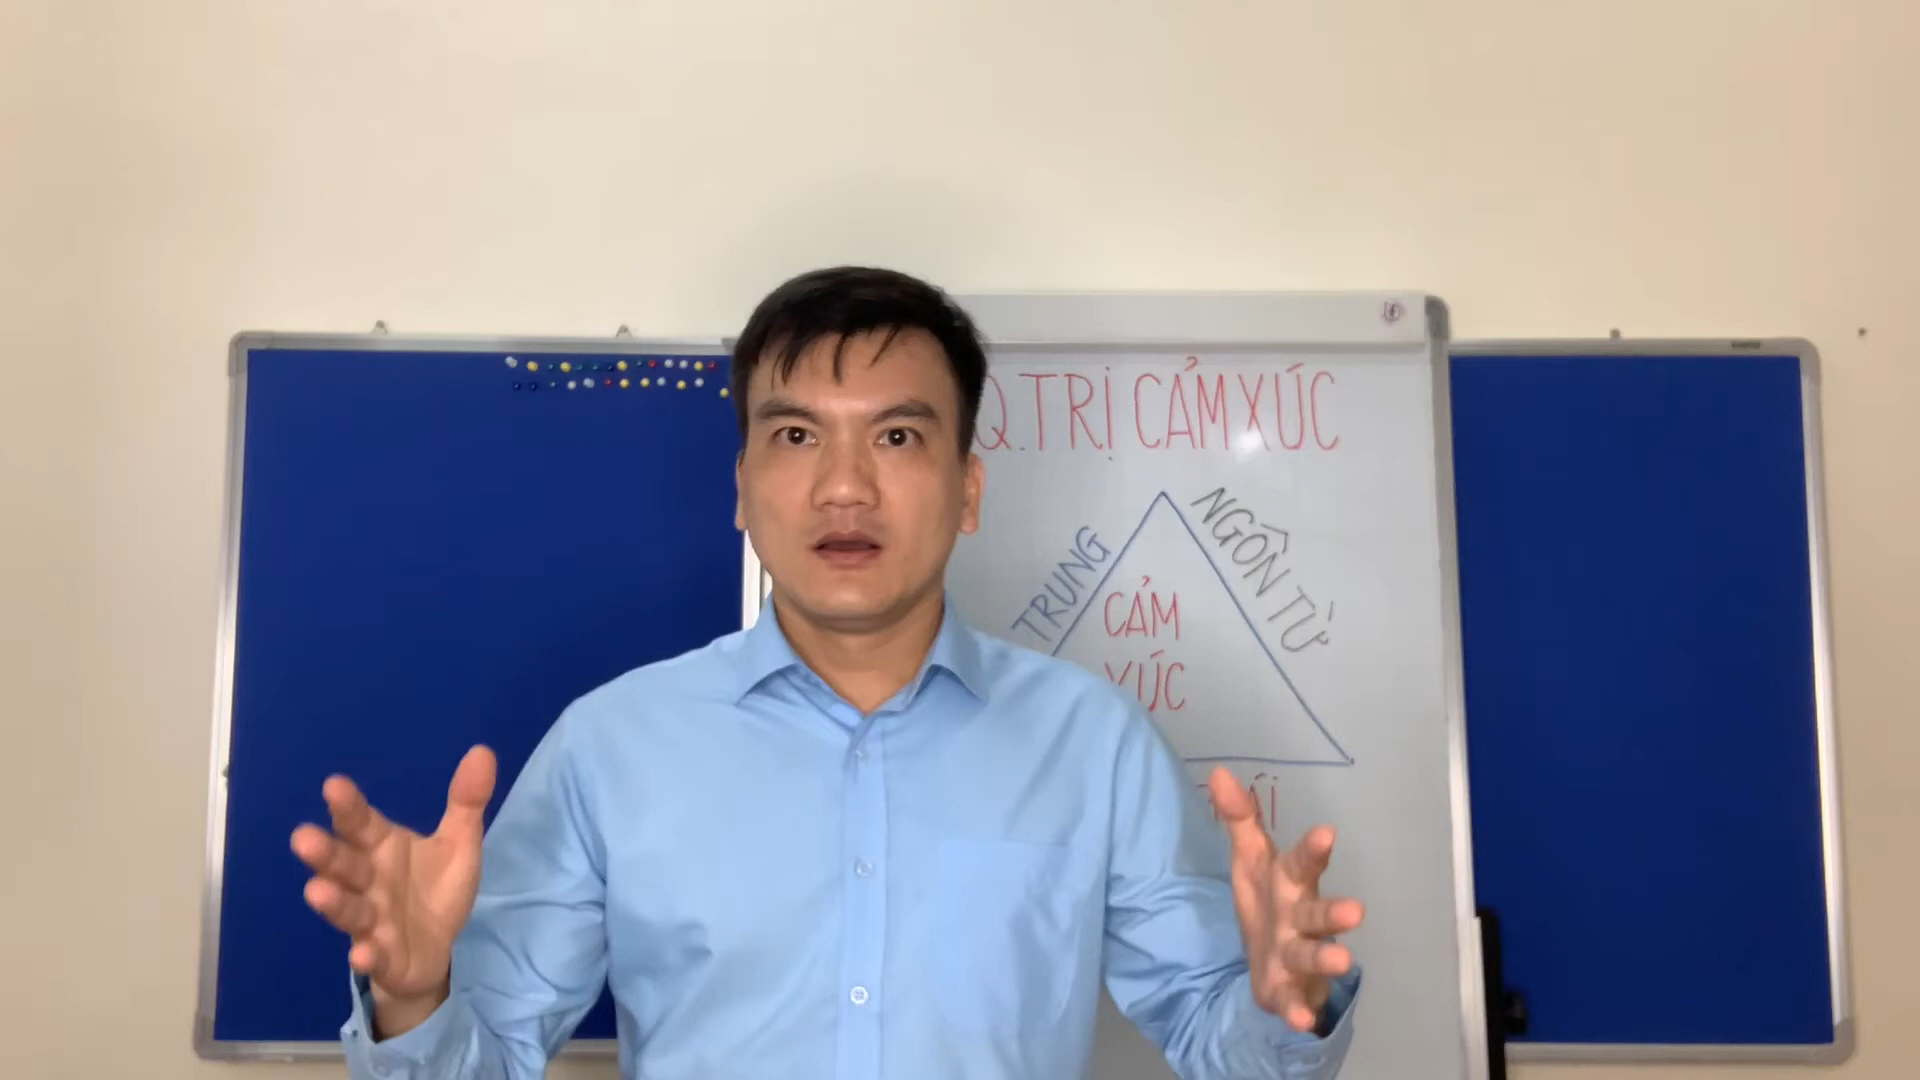 Q.TRỊ CẢM XÚC
TRUNG
NGÔN TỪ
CẢM
XÚC